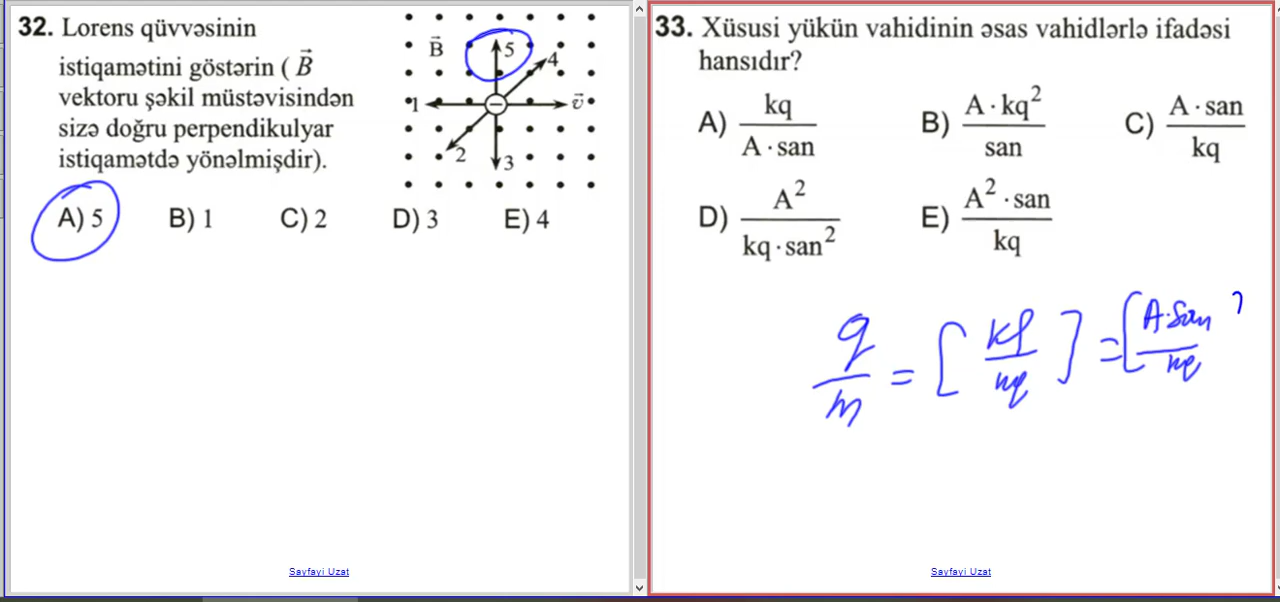 32. Lorens qüvvəsinin
istiqamətini göstərin ( B⃗
vektoru şəkil müstəvisindən
sizə doğru perpendikulyar
istiqamətdə yönəlmişdir).
B⃗
5
4
1
−
v⃗
2
3
A) 5 B) 1 C) 2 D) 3 E) 4
Sayfayi Uzat
33. Xüsusi yükün vahidinin əsas vahidlərlə ifadəsi
hansıdır?
A) kq / A · san B) A · kq² / san C) A · san / kq
D) A² / kq · san² E) A² · san / kq
q / m = [ kl / kq ] = [ A·san / kq ]
Sayfayi Uzat